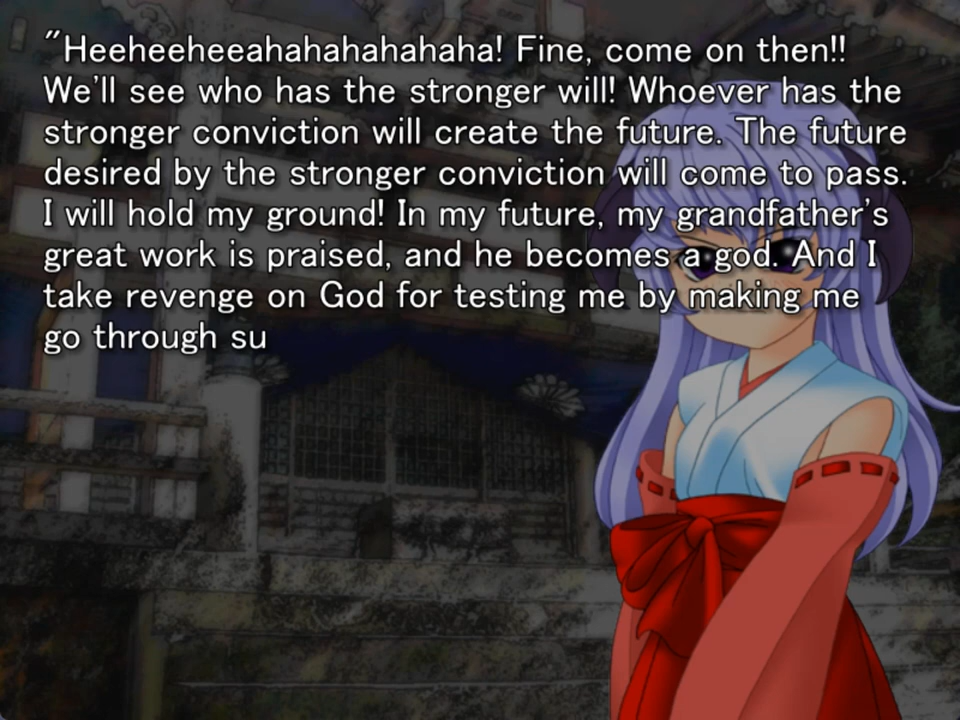 "Heeheeheeahahahahahaha! Fine, come on then!!
We'll see who has the stronger will! Whoever has the
stronger conviction will create the future. The future
desired by the stronger conviction will come to pass.
I will hold my ground! In my future, my grandfather's
great work is praised, and he becomes a god. And I
take revenge on God for testing me by making me
go through su